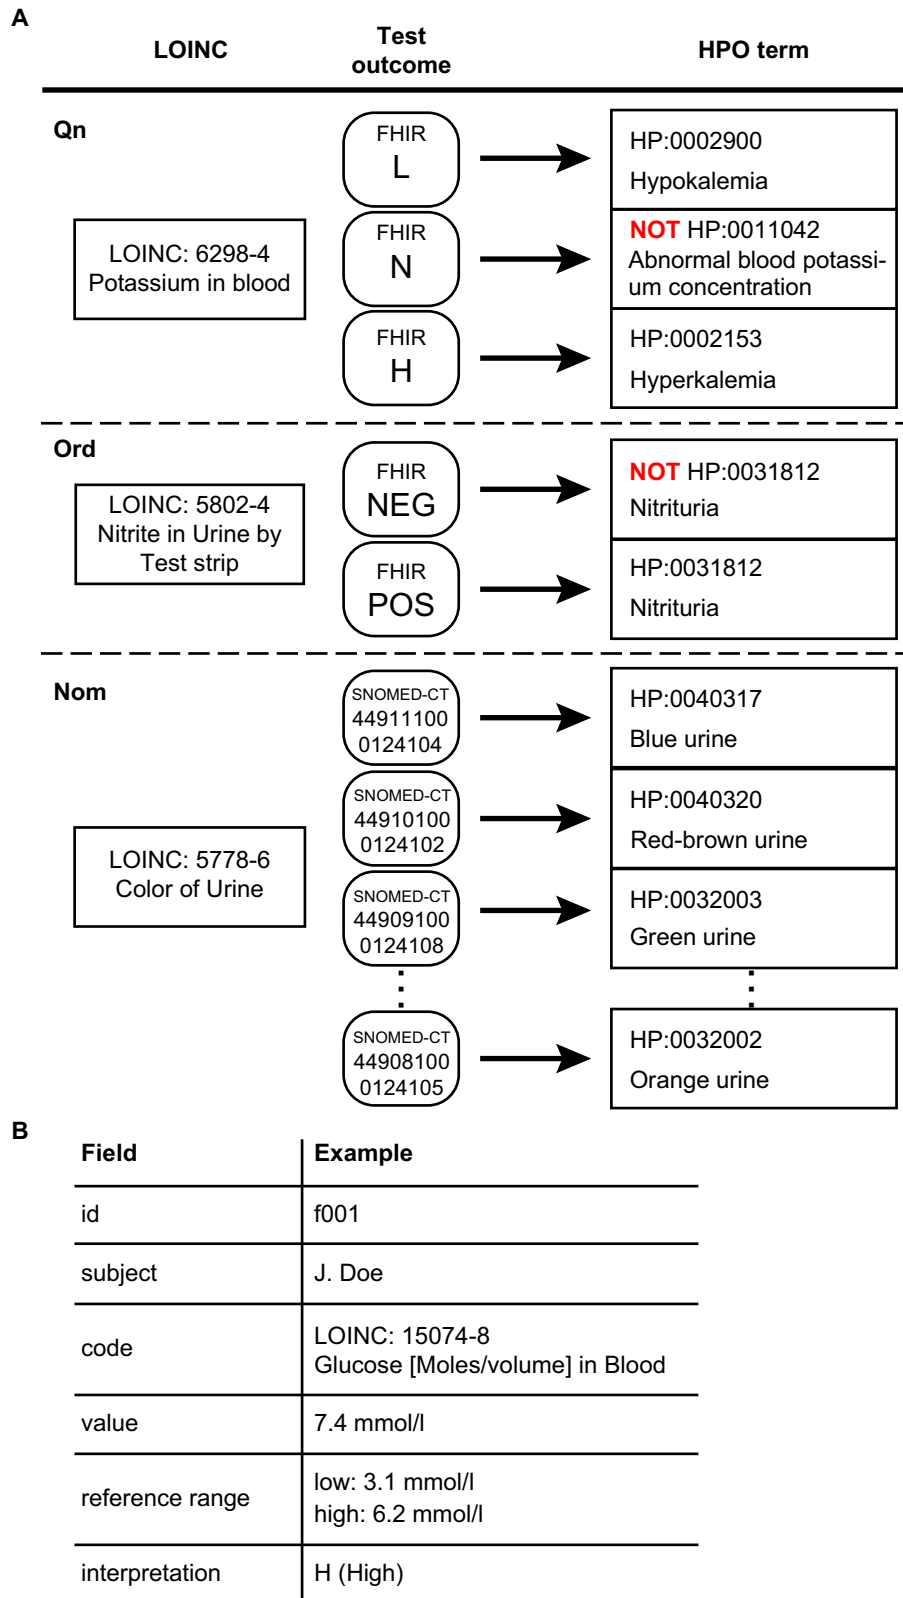 A
LOINC
Test
outcome
HPO term
Qn
LOINC: 6298-4
Potassium in blood
FHIR
L
HP:0002900
Hypokalemia
FHIR
N
NOT HP:0011042
Abnormal blood potassi-
um concentration
FHIR
H
HP:0002153
Hyperkalemia
Ord
LOINC: 5802-4
Nitrite in Urine by
Test strip
FHIR
NEG
NOT HP:0031812
Nitrituria
FHIR
POS
HP:0031812
Nitrituria
Nom
LOINC: 5778-6
Color of Urine
SNOMED-CT
44911100
0124104
HP:0040317
Blue urine
SNOMED-CT
44910100
0124102
HP:0040320
Red-brown urine
SNOMED-CT
44909100
0124108
HP:0032003
Green urine
SNOMED-CT
44908100
0124105
HP:0032002
Orange urine
B
Field Example
id f001
subject J. Doe
code LOINC: 15074-8
Glucose [Moles/volume] in Blood
value 7.4 mmol/l
reference range low: 3.1 mmol/l
high: 6.2 mmol/l
interpretation H (High)